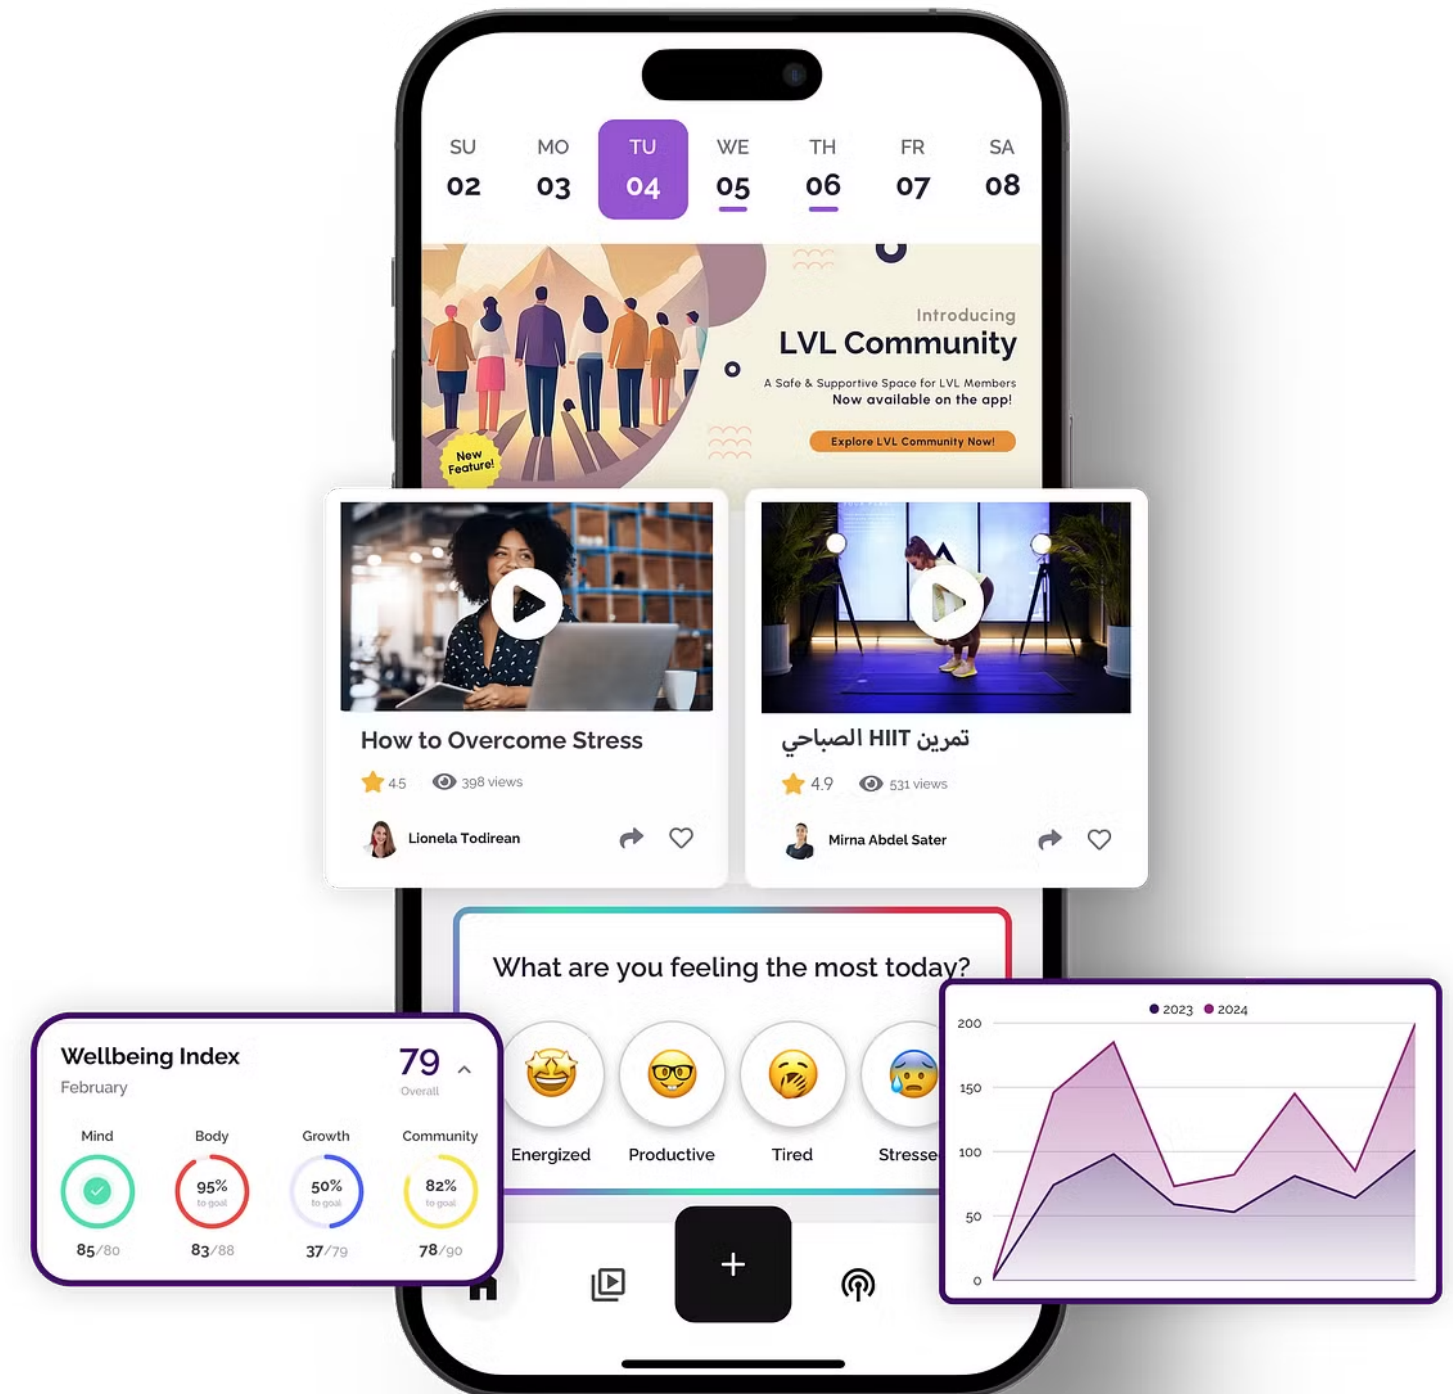 SU MO TU WE TH FR SA
02 03 04 05 06 07 08
Introducing
LVL Community
A Safe & Supportive Space for LVL Members
Now available on the app!
Explore LVL Community Now!
New
Feature!
How to Overcome Stress
4.5 398 views
Lionela Todirean
تمرين HIIT الصباحي
4.9 531 views
Mirna Abdel Sater
What are you feeling the most today?
Energized Productive Tired Stresse
Wellbeing Index
February
79
Overall
Mind Body Growth Community
95% 50% 82%
to goal to goal to goal
85/80 83/88 37/79 78/90
2023 2024
200
150
100
50
0